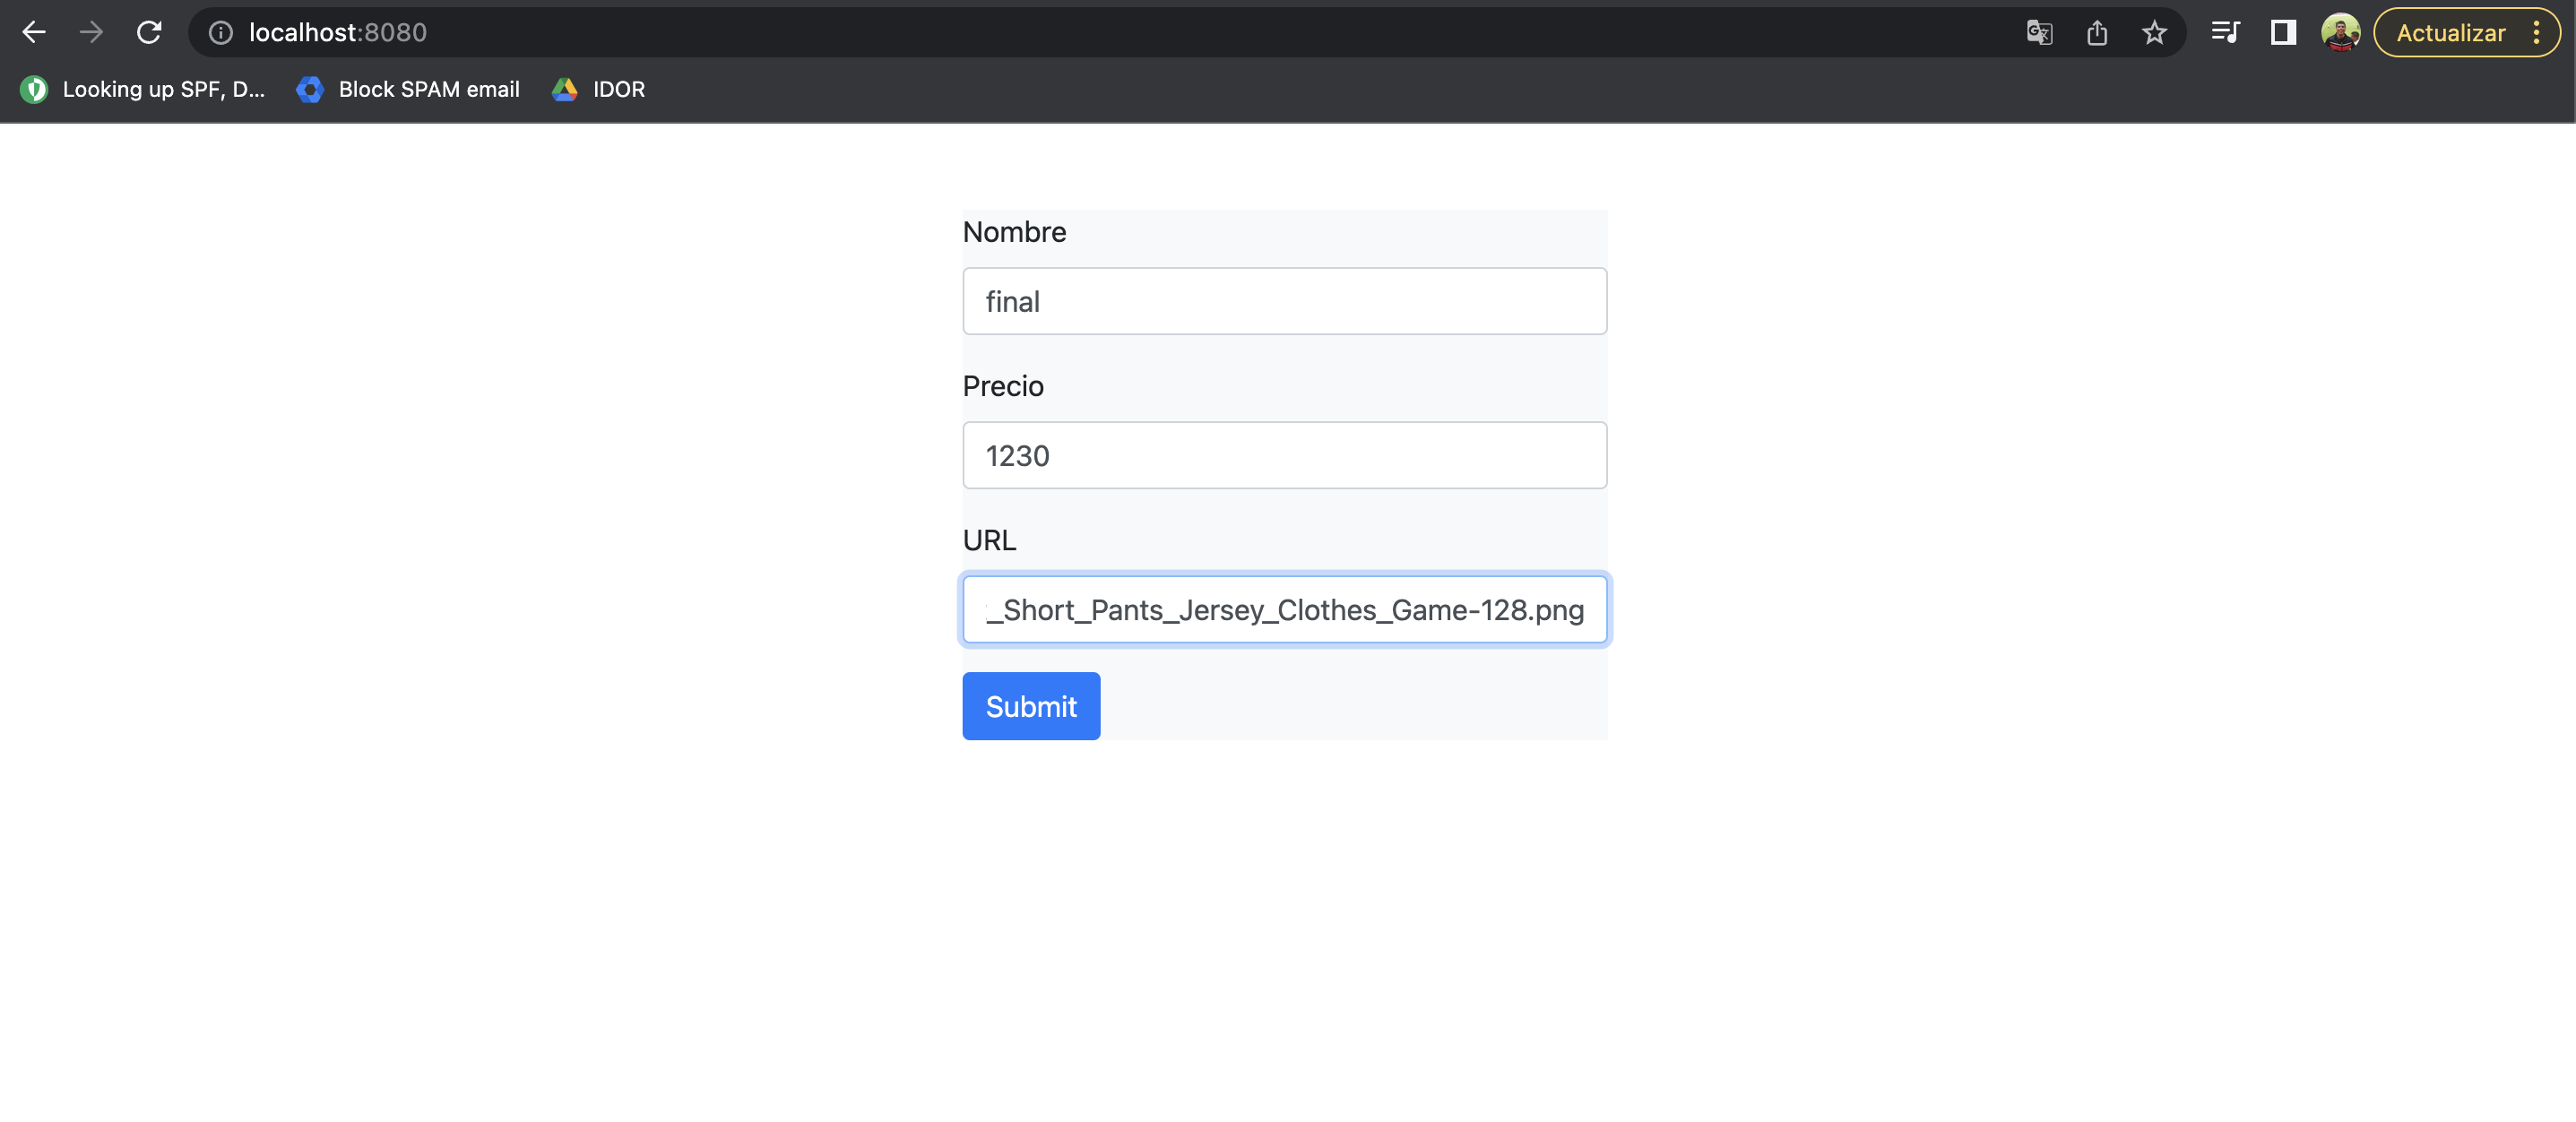 localhost:8080
Actualizar
Looking up SPF, D... Block SPAM email IDOR
Nombre
final
Precio
1230
URL
_Short_Pants_Jersey_Clothes_Game-128.png
Submit